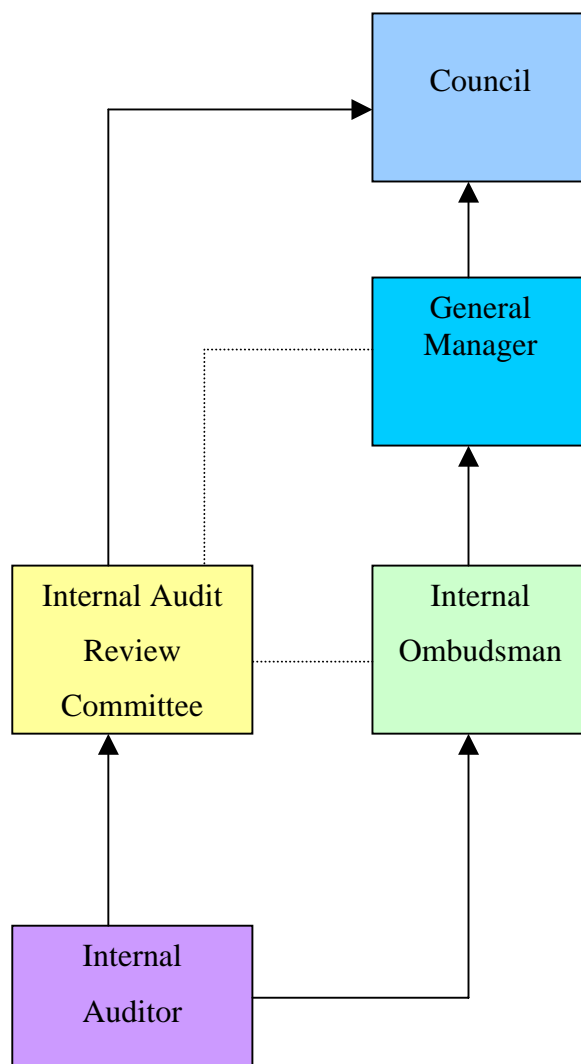 Council
General
Manager
Internal Audit
Review
Committee
Internal
Ombudsman
Internal
Auditor